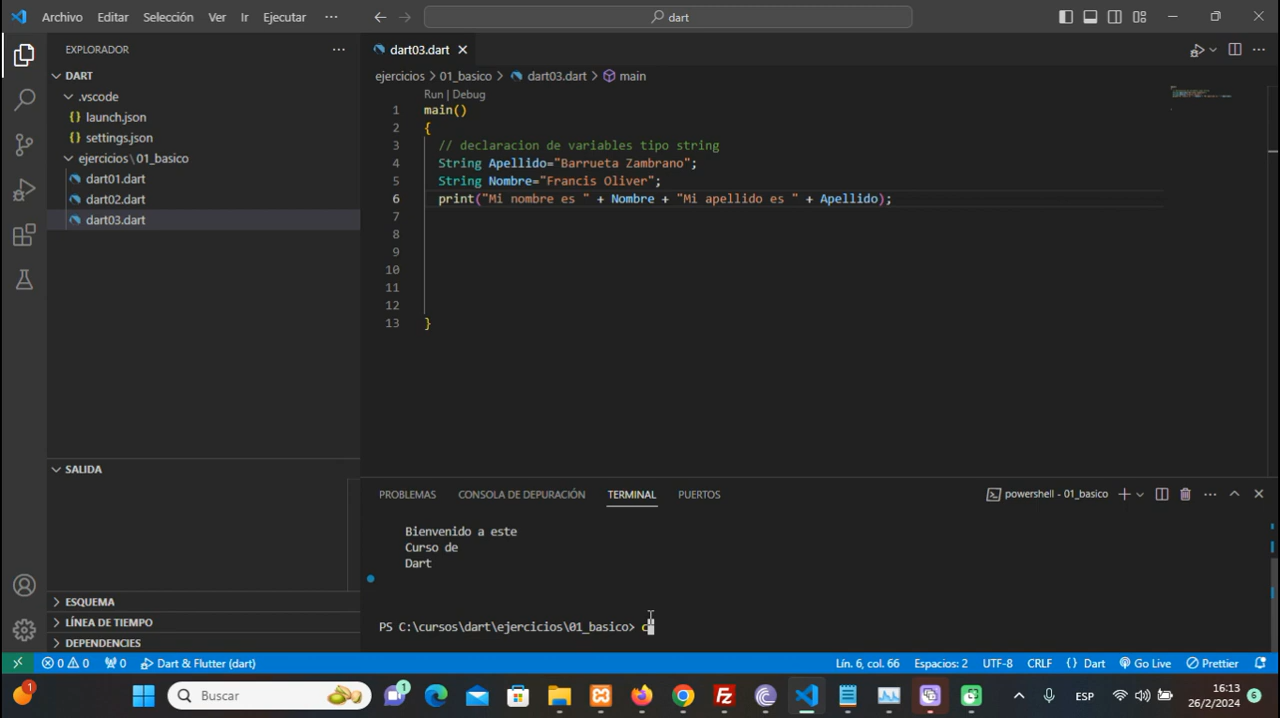 Archivo Editar Selección Ver Ir Ejecutar ··· dart
EXPLORADOR ···
DART
.vscode
launch.json
settings.json
ejercicios\01_basico
dart01.dart
dart02.dart
dart03.dart
SALIDA
ESQUEMA
LÍNEA DE TIEMPO
DEPENDENCIES
dart03.dart
ejercicios > 01_basico > dart03.dart > main
Run | Debug
1 main()
2 {
3 // declaracion de variables tipo string
4 String Apellido="Barrueta Zambrano";
5 String Nombre="Francis Oliver";
6 print("Mi nombre es " + Nombre + "Mi apellido es " + Apellido);
7
8
9
10
11
12
13 }
PROBLEMAS CONSOLA DE DEPURACIÓN TERMINAL PUERTOS powershell - 01_basico
Bienvenido a este
Curso de
Dart
PS C:\cursos\dart\ejercicios\01_basico> c
0 0 0 Dart & Flutter (dart) Lín. 6, col. 66 Espacios: 2 UTF-8 CRLF {} Dart Go Live Prettier
1 Buscar 1 ESP 16:13
26/2/2024 6